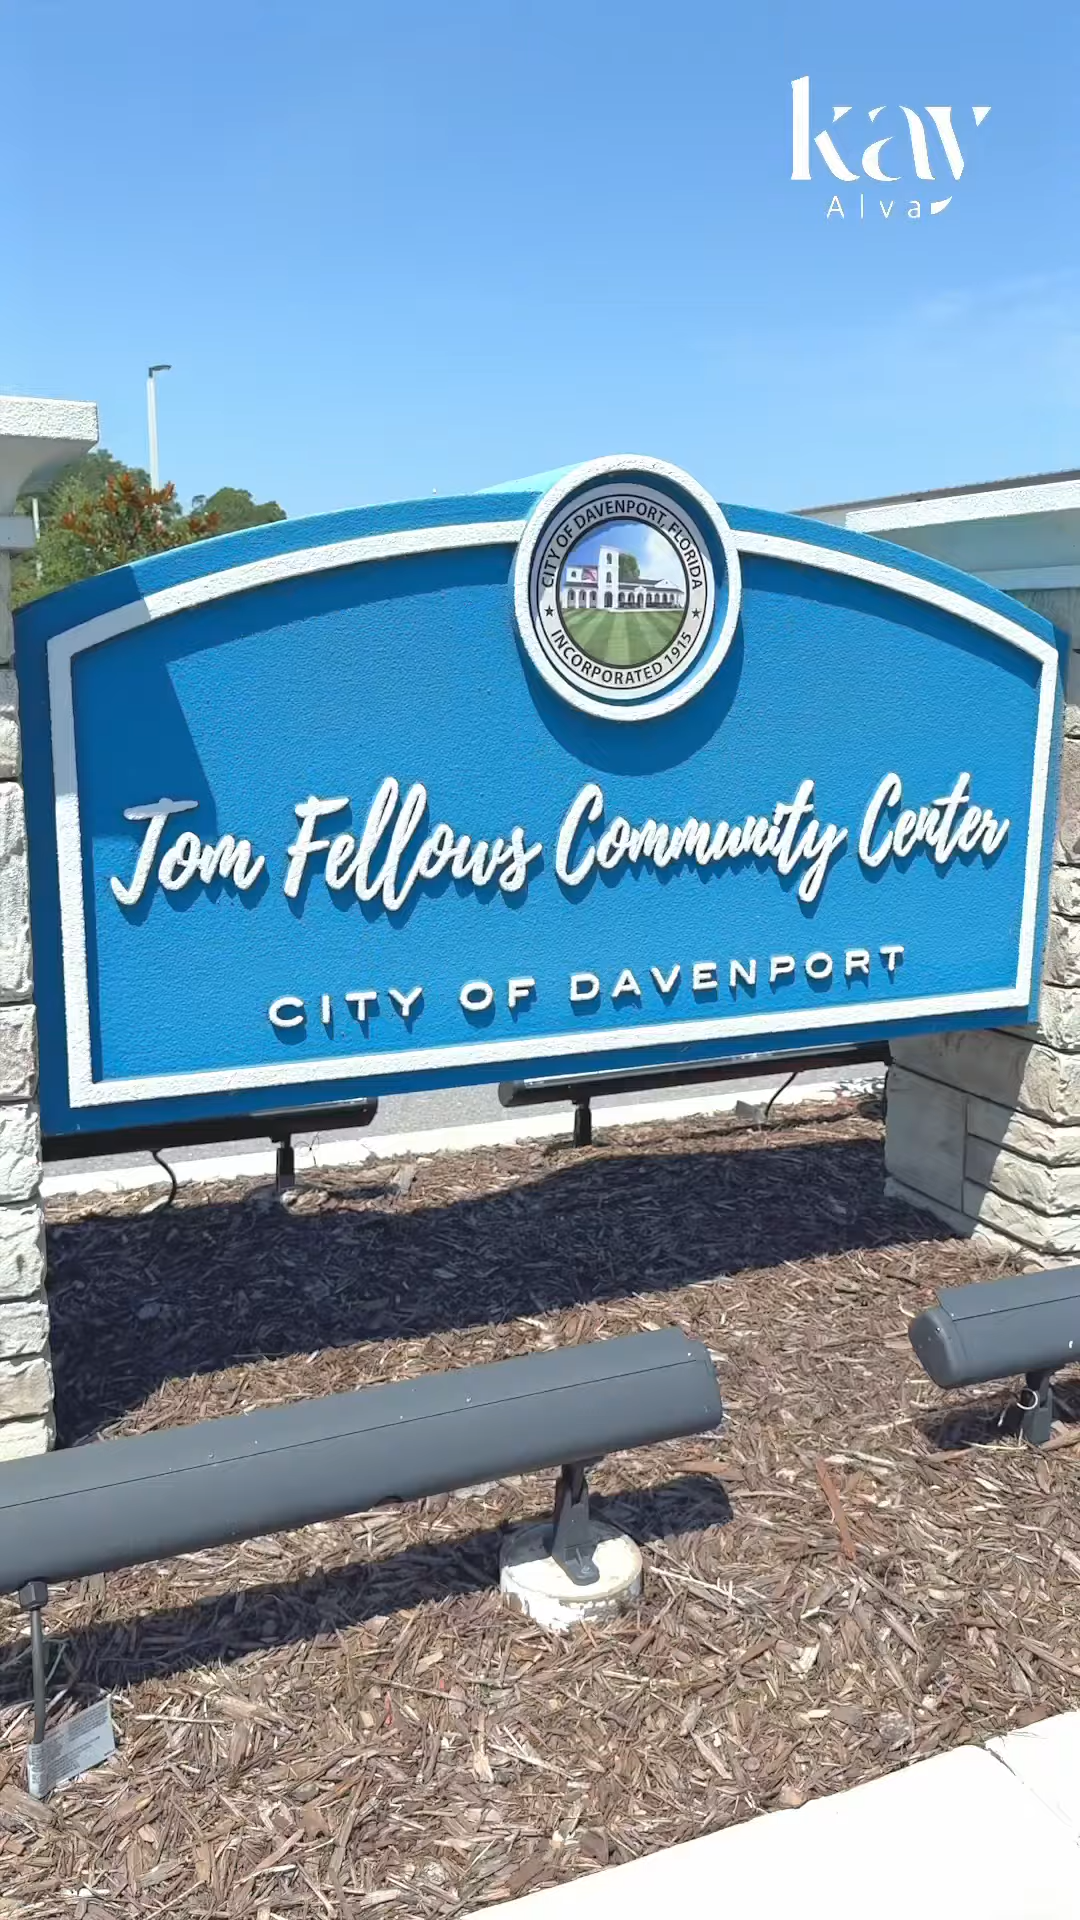 kay
Alva
CITY OF DAVENPORT, FLORIDA
INCORPORATED 1915
Tom Fellows Community Center
CITY OF DAVENPORT